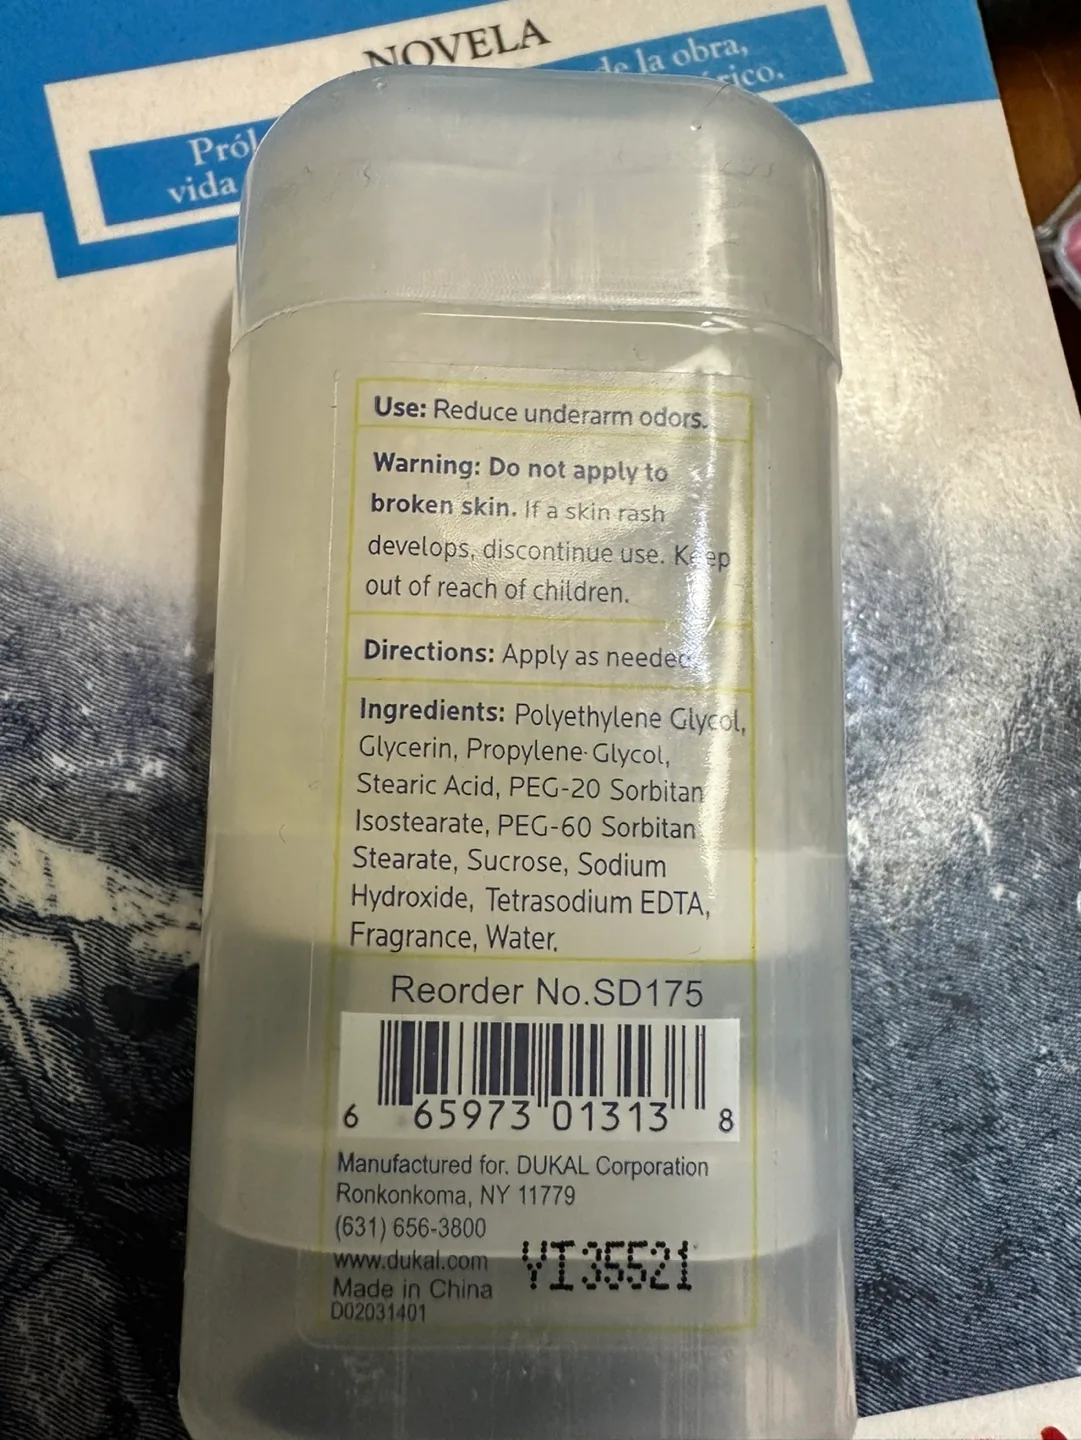 NOVELA
de la obra,
vida
Use: Reduce underarm odors.
Warning: Do not apply to
broken skin. If a skin rash
develops, discontinue use. Keep
out of reach of children.
Directions: Apply as needed
Ingredients: Polyethylene Glycol,
Glycerin, Propylene Glycol,
Stearic Acid, PEG-20 Sorbitan
Isostearate, PEG-60 Sorbitan
Stearate, Sucrose, Sodium
Hydroxide, Tetrasodium EDTA,
Fragrance, Water.
Reorder No.SD175
6 65973 01313 8
Manufactured for. DUKAL Corporation
Ronkonkoma, NY 11779
(631) 656-3800
www.dukal.com
YI35521
Made in China
D02031401